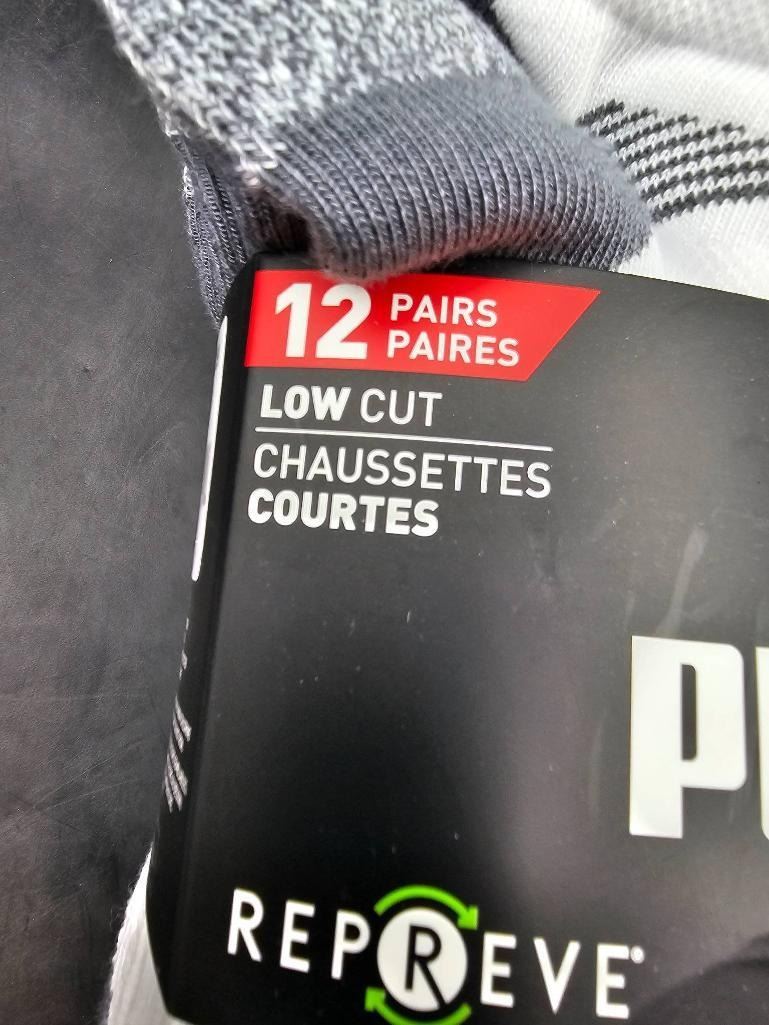 12 PAIRS
PAIRES
LOW CUT
CHAUSSETTES
COURTES
REPREVE®